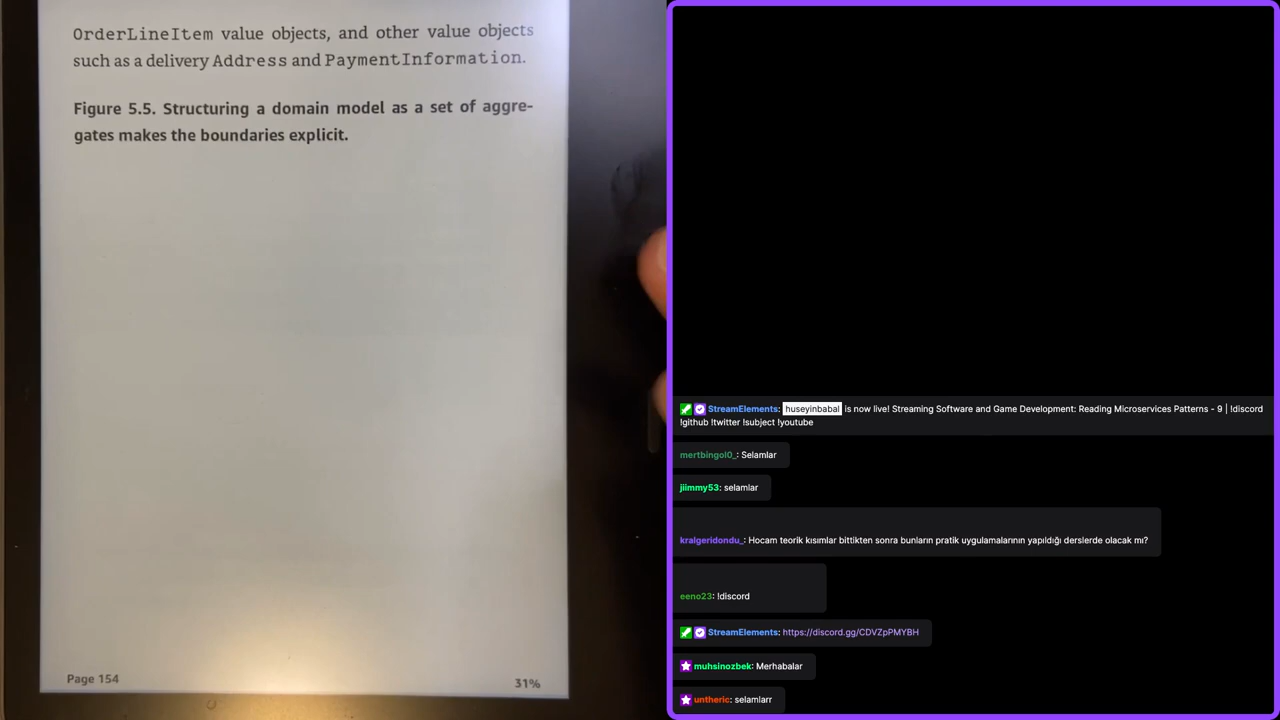 OrderLineItem value objects, and other value objects
such as a delivery Address and PaymentInformation.
Figure 5.5. Structuring a domain model as a set of aggre-
gates makes the boundaries explicit.
Page 154
31%
StreamElements: huseyinbabal is now live! Streaming Software and Game Development: Reading Microservices Patterns - 9 | !discord
!github !twitter !subject !youtube
mertbingol0_: Selamlar
jiimmy53: selamlar
kralgeridondu_: Hocam teorik kısımlar bittikten sonra bunların pratik uygulamalarının yapıldığı derslerde olacak mı?
eeno23: !discord
StreamElements: https://discord.gg/CDVZpPMYBH
muhsinozbek: Merhabalar
untheric: selamlarr